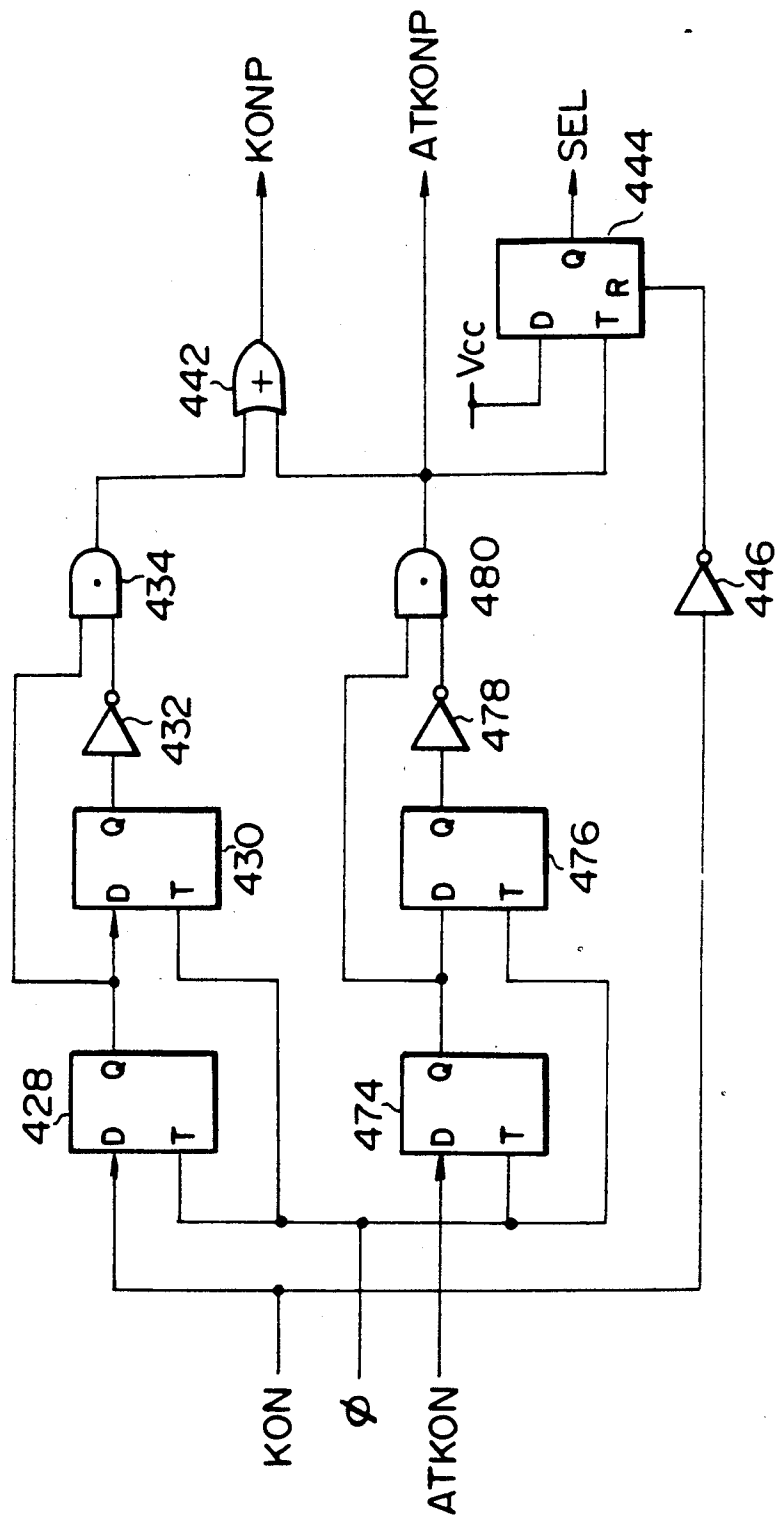 KON
φ
ATKON
428
D
Q
T
430
D
Q
T
432
434
442
+
KONP
474
D
Q
T
476
D
Q
T
478
480
ATKONP
Vcc
D
Q
T
R
444
SEL
446